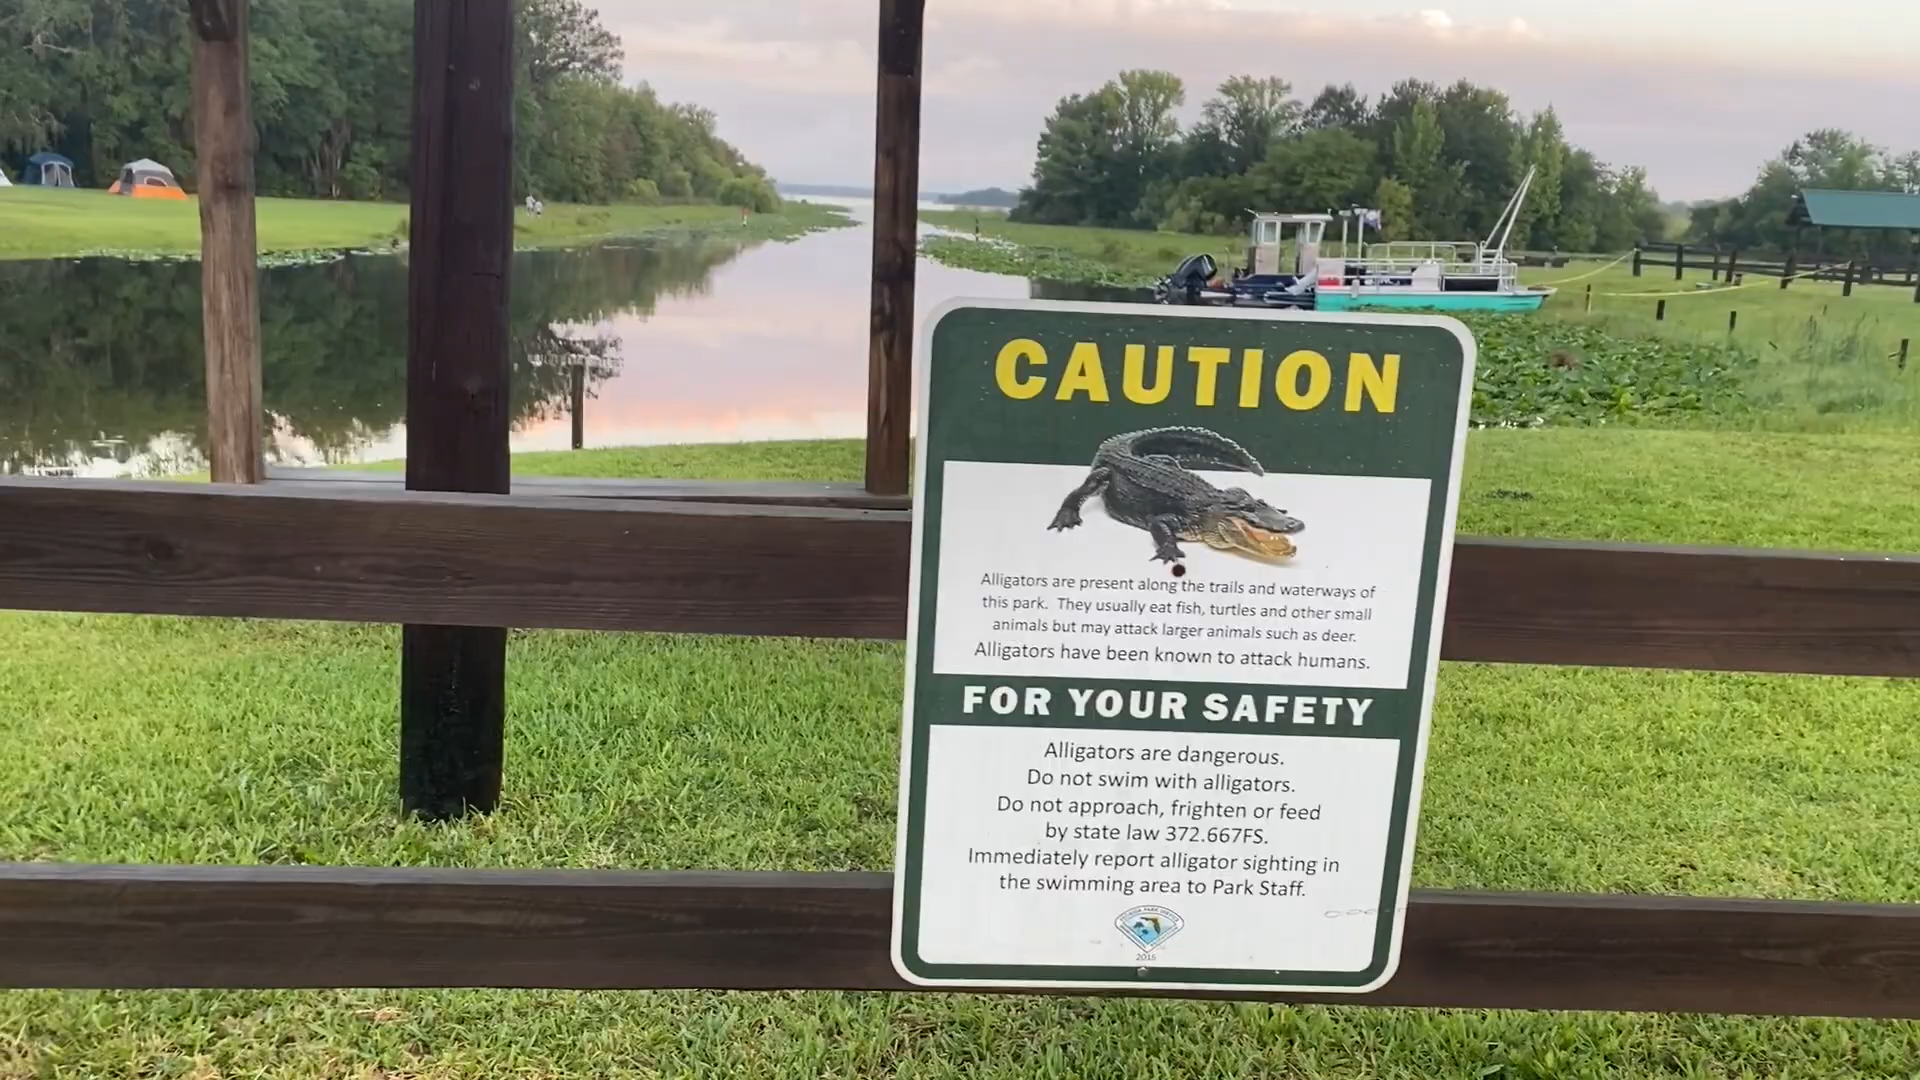 CAUTION
Alligators are present along the trails and waterways of
this park. They usually eat fish, turtles and other small
animals but may attack larger animals such as deer.
Alligators have been known to attack humans.
FOR YOUR SAFETY
Alligators are dangerous.
Do not swim with alligators.
Do not approach, frighten or feed
by state law 372.667FS.
Immediately report alligator sighting in
the swimming area to Park Staff.
2016